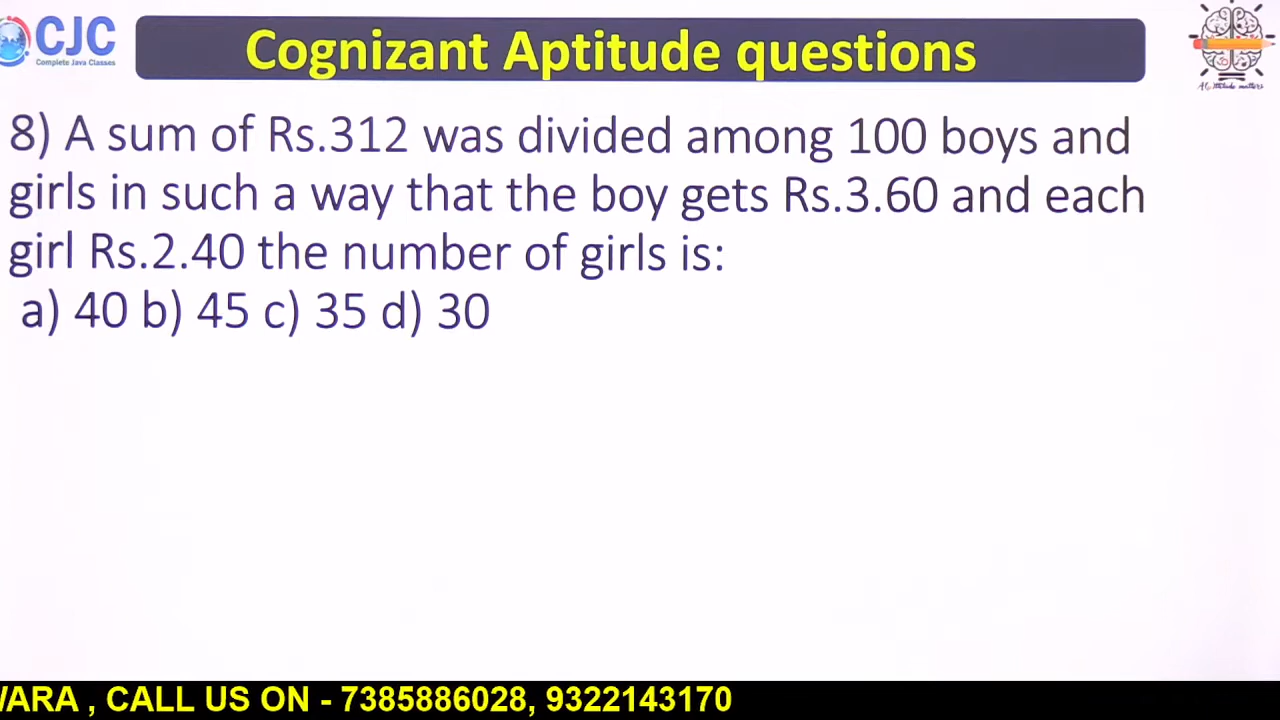 CJC
Complete Java Classes
Cognizant Aptitude questions
8) A sum of Rs.312 was divided among 100 boys and
girls in such a way that the boy gets Rs.3.60 and each
girl Rs.2.40 the number of girls is:
a) 40 b) 45 c) 35 d) 30
WARA , CALL US ON - 7385886028, 9322143170